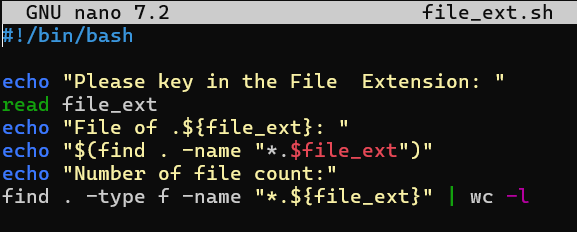 GNU nano 7.2 file_ext.sh
#!/bin/bash
echo "Please key in the File  Extension: "
read file_ext
echo "File of .${file_ext}: "
echo "$(find . -name "*.$file_ext")"
echo "Number of file count:"
find . -type f -name "*.${file_ext}" | wc -l